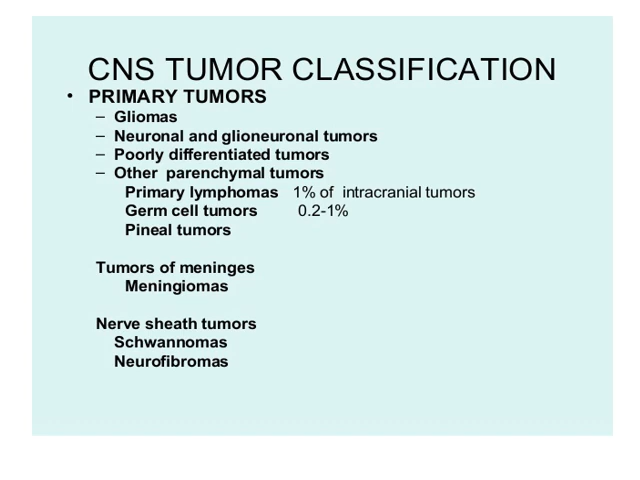 CNS TUMOR CLASSIFICATION
• PRIMARY TUMORS
– Gliomas
– Neuronal and glioneuronal tumors
– Poorly differentiated tumors
– Other parenchymal tumors
Primary lymphomas 1% of intracranial tumors
Germ cell tumors 0.2-1%
Pineal tumors
Tumors of meninges
Meningiomas
Nerve sheath tumors
Schwannomas
Neurofibromas